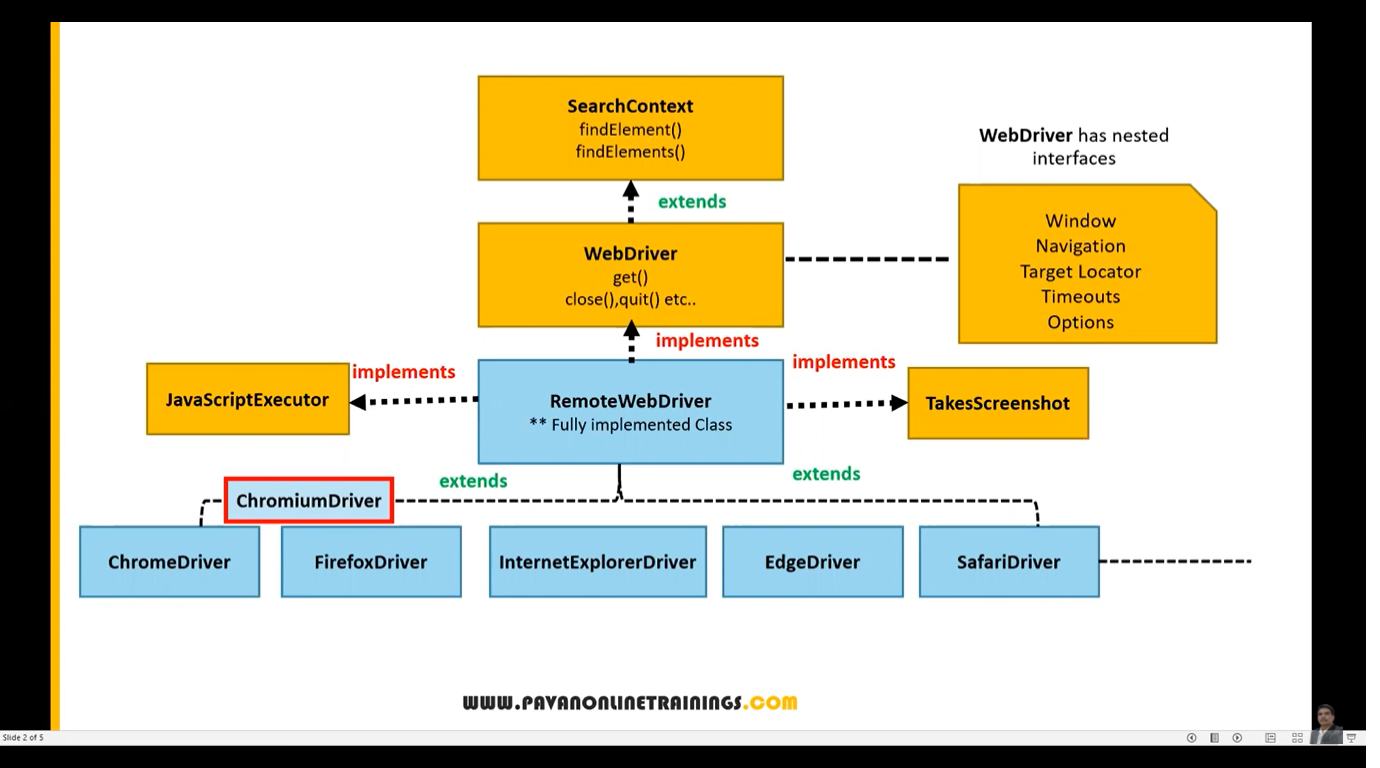 SearchContext
findElement()
findElements()
WebDriver has nested
interfaces
extends
Window
Navigation
Target Locator
Timeouts
Options
WebDriver
get()
close(),quit() etc..
implements
implements
implements
JavaScriptExecutor
RemoteWebDriver
** Fully implemented Class
TakesScreenshot
extends
extends
ChromiumDriver
ChromeDriver
FirefoxDriver
InternetExplorerDriver
EdgeDriver
SafariDriver
WWW.PAVANONLINETRAININGS.COM
Slide 2 of 5